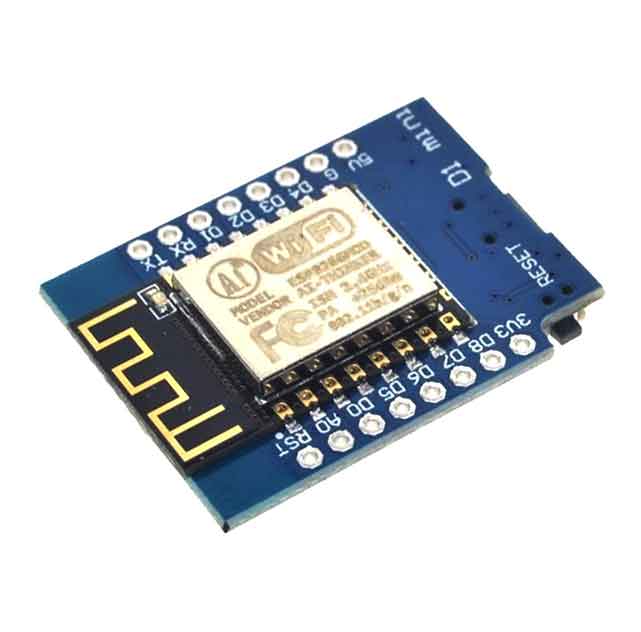 D1 mini
5V
G
D4
D3
D2
D1
RX
TX
Ai
WiFi
MODEL ESP8266MOD
VENDOR AI-THINKER
ISM 2.4GHz
PA +25dBm
802.11b/g/n
FC
RESET
3V3
D8
D7
D6
D5
D0
A0
RST